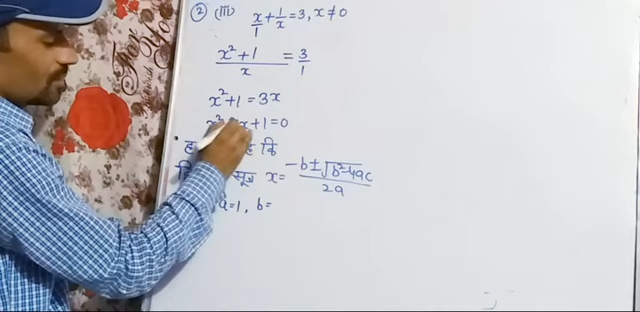 ② (iii) x/1 + 1/x = 3, x ≠ 0
x² + 1 / x = 3/1
x² + 1 = 3x
x + 1 = 0
कि
सूत्र x = -b ± √b² - 4ac / 2a
a = 1, b =